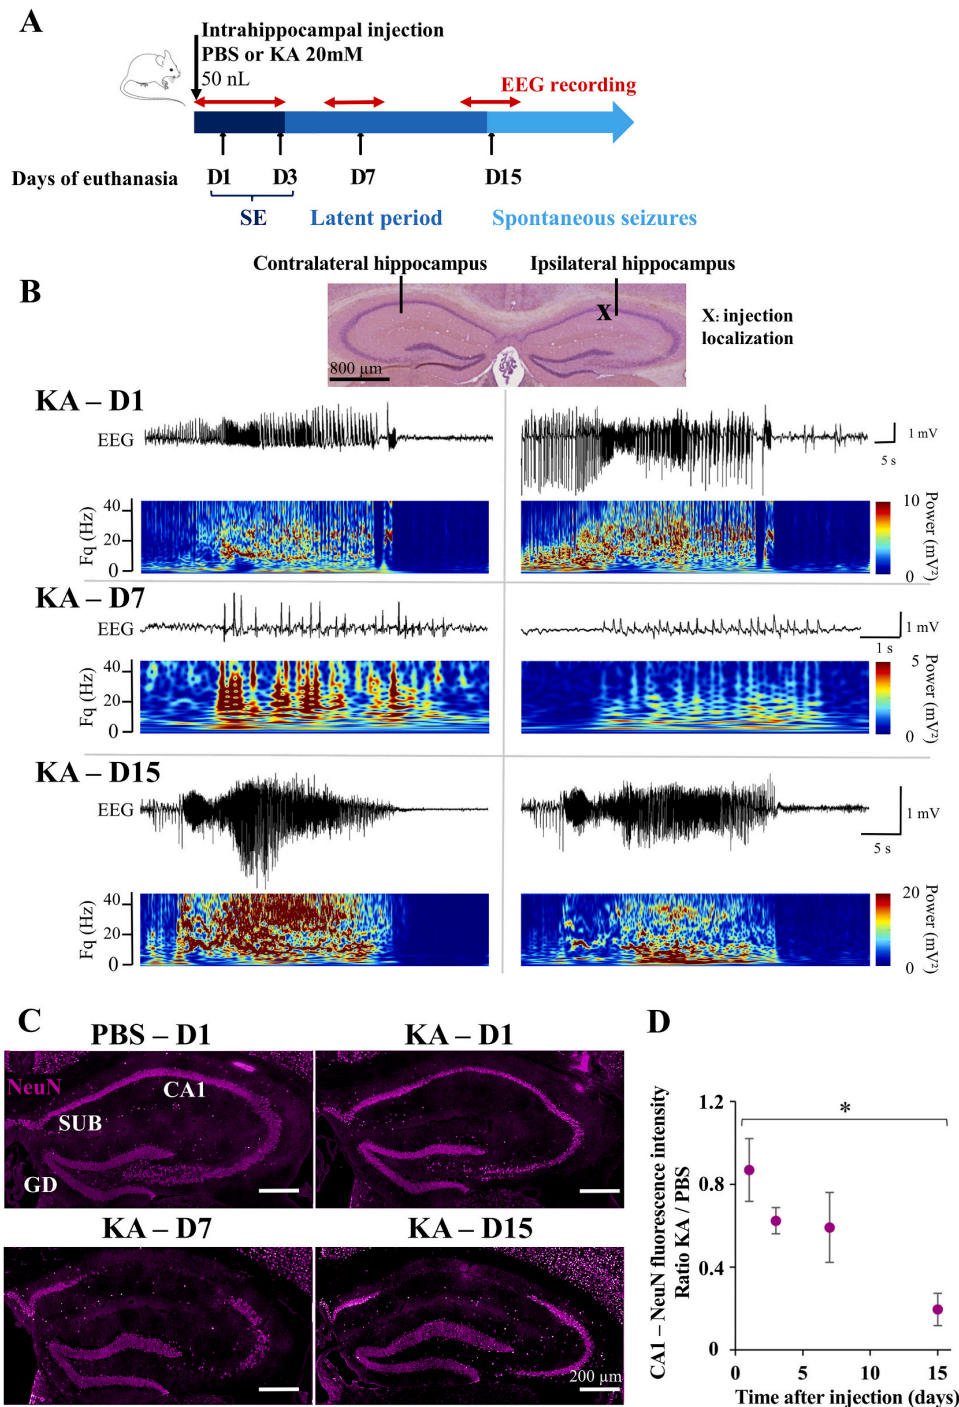 A
Intrahippocampal injection
PBS or KA 20mM
50 nL
EEG recording
Days of euthanasia
D1
D3
D7
D15
SE
Latent period
Spontaneous seizures
B
Contralateral hippocampus
Ipsilateral hippocampus
X
X: injection
localization
800 µm
KA – D1
EEG
1 mV
5 s
Fq (Hz)
40
20
0
10
0
Power (mV²)
KA – D7
EEG
1 mV
1 s
Fq (Hz)
40
20
0
5
0
Power (mV²)
KA – D15
EEG
1 mV
5 s
Fq (Hz)
40
20
0
20
0
Power (mV²)
C
PBS – D1
KA – D1
NeuN
CA1
SUB
GD
KA – D7
KA – D15
200 µm
D
CA1 – NeuN fluorescence intensity
Ratio KA / PBS
1.2
0.8
0.4
0
*
0
5
10
15
Time after injection (days)